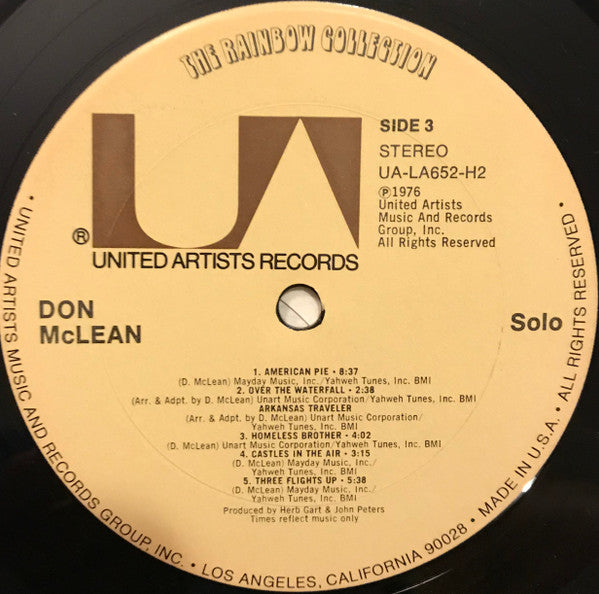 THE RAINBOW COLLECTION
UA
®
UNITED ARTISTS RECORDS
SIDE 3
STEREO
UA-LA652-H2
℗1976
United Artists
Music And Records
Group, Inc.
All Rights Reserved
DON
McLEAN
Solo
1. AMERICAN PIE • 8:37
(D. McLean) Mayday Music, Inc./Yahweh Tunes, Inc. BMI
2. OVER THE WATERFALL • 2:38
(Arr. & Adpt. by D. McLean) Unart Music Corporation/Yahweh Tunes, Inc. BMI
ARKANSAS TRAVELER
(Arr. & Adpt. by D. McLean) Unart Music Corporation/
Yahweh Tunes, Inc. BMI
3. HOMELESS BROTHER • 4:02
(D. McLean) Unart Music Corporation/Yahweh Tunes, Inc. BMI
4. CASTLES IN THE AIR • 3:15
(D. McLean) Mayday Music, Inc./
Yahweh Tunes, Inc. BMI
5. THREE FLIGHTS UP • 5:38
(D. McLean) Mayday Music, Inc./
Yahweh Tunes, Inc. BMI
Produced by Herb Gart & John Peters
Times reflect music only
• UNITED ARTISTS MUSIC AND RECORDS GROUP, INC. • LOS ANGELES, CALIFORNIA 90028 • MADE IN U.S.A. • ALL RIGHTS RESERVED •